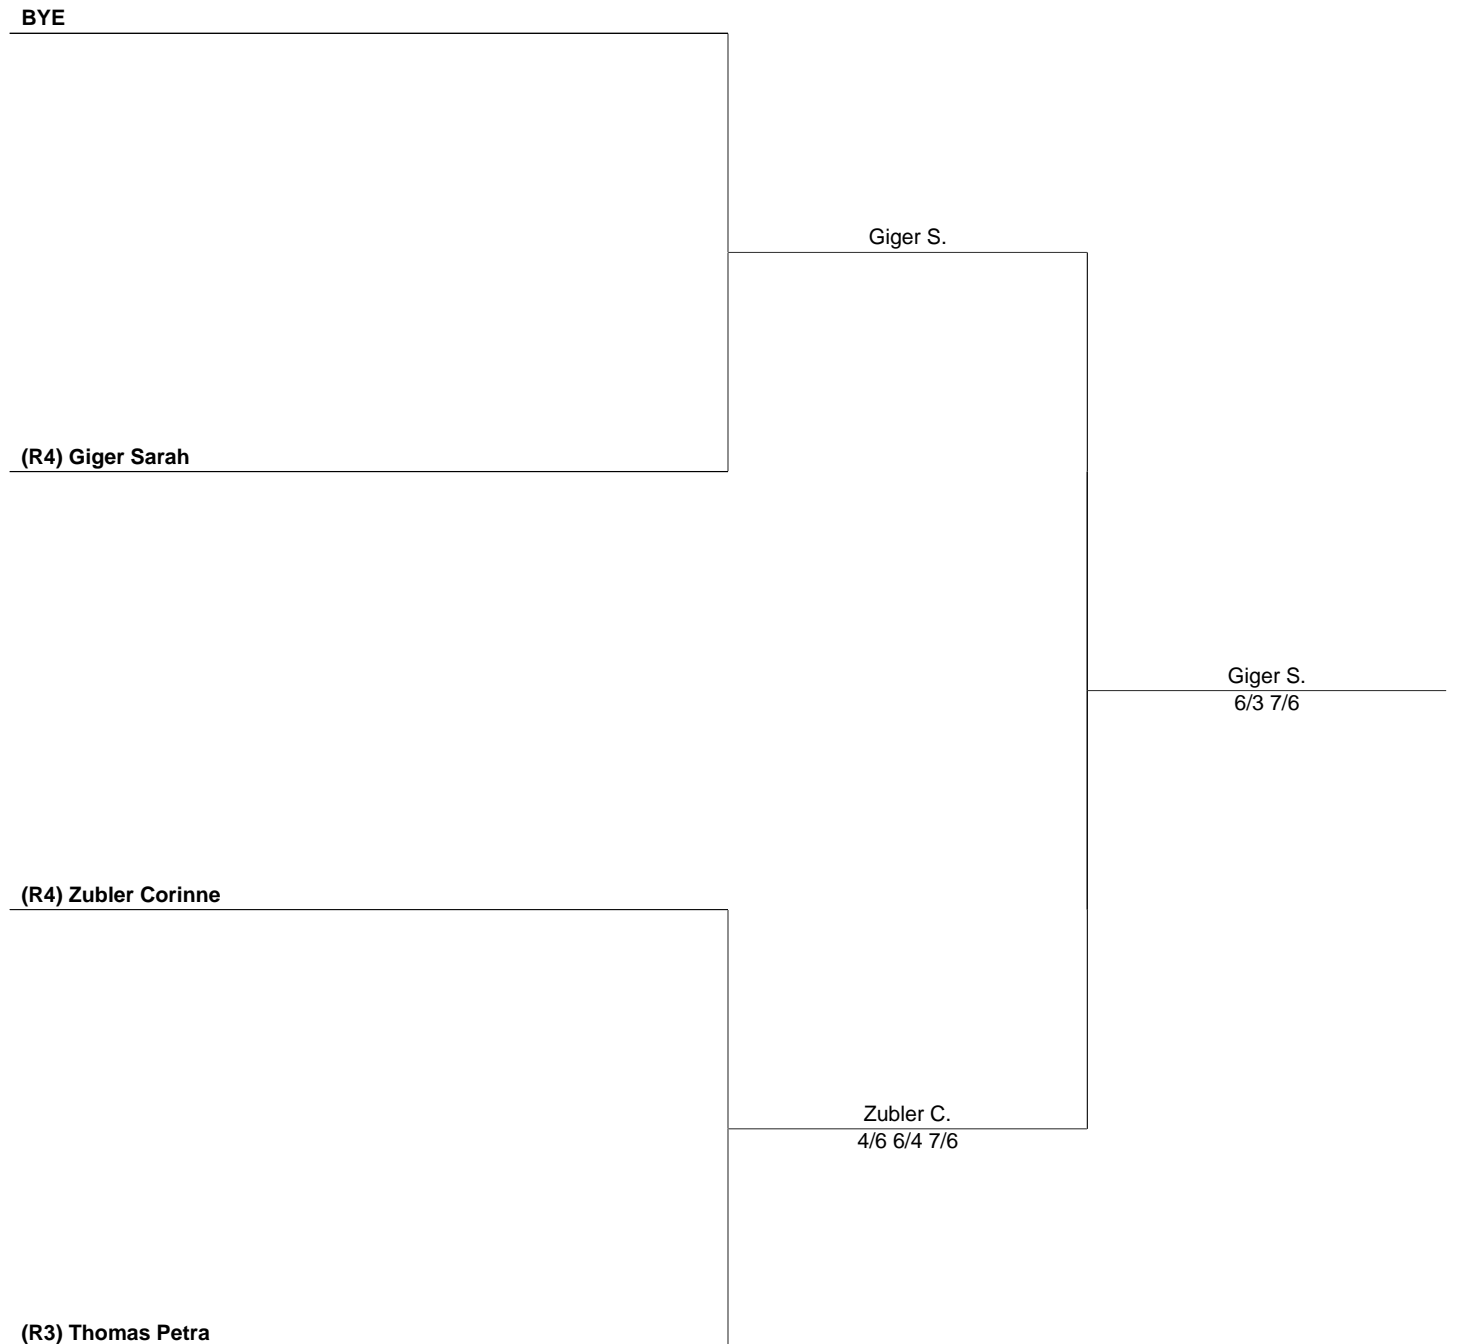 BYE
Giger S.
(R4) Giger Sarah
Giger S.
6/3 7/6
(R4) Zubler Corinne
Zubler C.
4/6 6/4 7/6
(R3) Thomas Petra